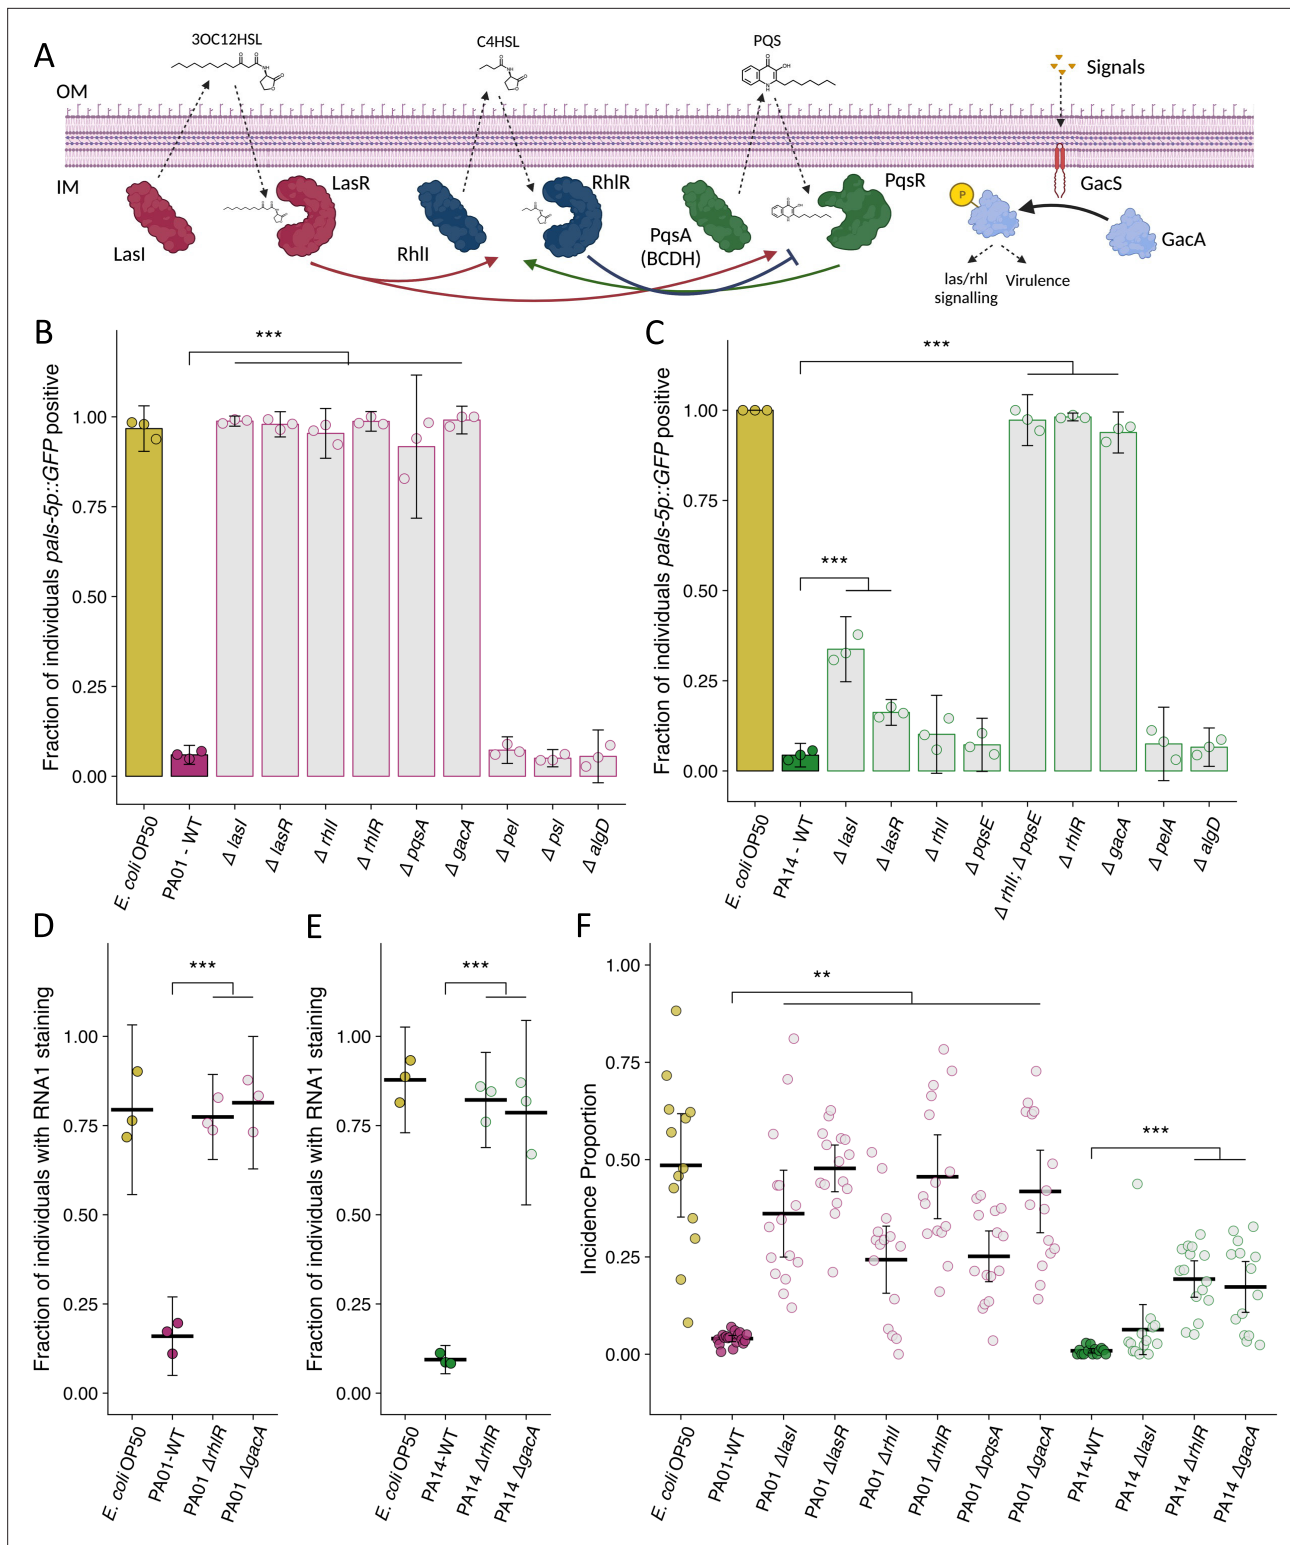 A
3OC12HSL
C4HSL
PQS
Signals
OM
IM
LasI
LasR
RhlI
RhlR
PqsA
(BCDH)
PqsR
GacS
P
GacA
las/rhl
signalling
Virulence
B
***
Fraction of individuals pals-5p::GFP positive
1.00
0.75
0.50
0.25
0.00
E. coli OP50
PA01 - WT
Δ lasI
Δ lasR
Δ rhlI
Δ rhlR
Δ pqsA
Δ gacA
Δ pel
Δ psl
Δ algD
C
***
***
Fraction of individuals pals-5p::GFP positive
1.00
0.75
0.50
0.25
0.00
E. coli OP50
PA14 - WT
Δ lasI
Δ lasR
Δ rhlI
Δ pqsE
Δ rhlI; Δ pqsE
Δ rhlR
Δ gacA
Δ pelA
Δ algD
D
***
Fraction of individuals with RNA1 staining
1.00
0.75
0.50
0.25
0.00
E. coli OP50
PA01-WT
PA01 ΔrhlR
PA01 ΔgacA
E
***
Fraction of individuals with RNA1 staining
1.00
0.75
0.50
0.25
0.00
E. coli OP50
PA14-WT
PA14 ΔrhlR
PA14 ΔgacA
F
**
***
Incidence Proportion
1.00
0.75
0.50
0.25
0.00
E. coli OP50
PA01-WT
PA01 ΔlasI
PA01 ΔlasR
PA01 ΔrhlI
PA01 ΔrhlR
PA01 ΔpqsA
PA01 ΔgacA
PA14-WT
PA14 ΔlasI
PA14 ΔrhlR
PA14 ΔgacA